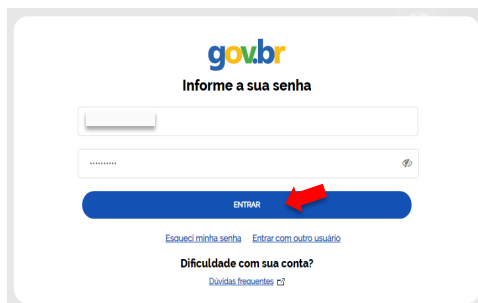 gov.br
Informe a sua senha
..........
ENTRAR
Esqueci minha senha Entrar com outro usuário
Dificuldade com sua conta?
Dúvidas frequentes